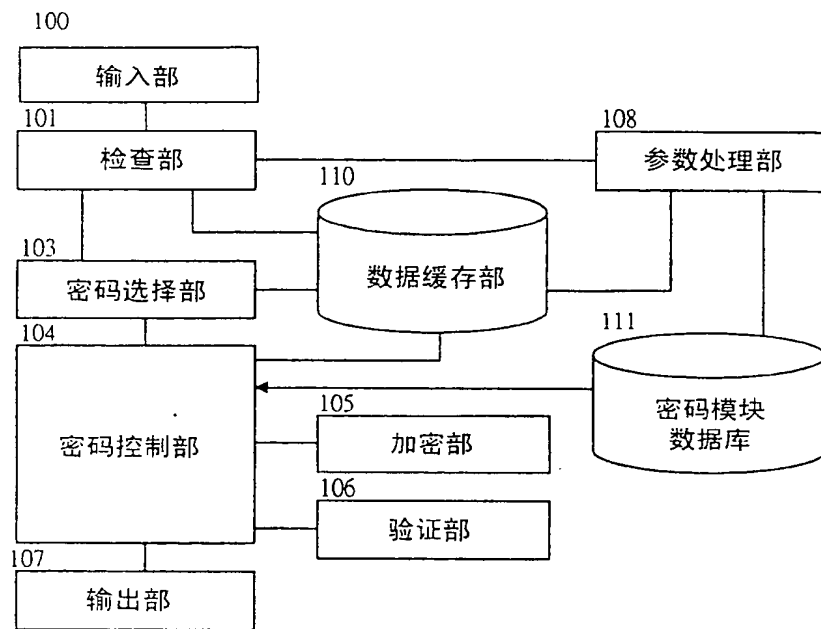 100
输入部
101
检查部
108
参数处理部
110
数据缓存部
103
密码选择部
111
密码模块
数据库
104
密码控制部
105
加密部
106
验证部
107
输出部